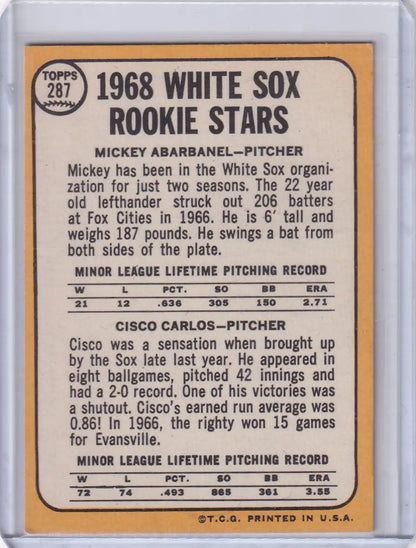 TOPPS
287
1968 WHITE SOX
ROOKIE STARS
MICKEY ABARBANEL—PITCHER
Mickey has been in the White Sox organi-
zation for just two seasons. The 22 year
old lefthander struck out 206 batters
at Fox Cities in 1966. He is 6' tall and
weighs 187 pounds. He swings a bat from
both sides of the plate.
MINOR LEAGUE LIFETIME PITCHING RECORD
W L PCT. SO BB ERA
21 12 .636 305 150 2.71
CISCO CARLOS—PITCHER
Cisco was a sensation when brought up
by the Sox late last year. He appeared in
eight ballgames, pitched 42 innings and
had a 2-0 record. One of his victories was
a shutout. Cisco's earned run average was
0.86! In 1966, the righty won 15 games
for Evansville.
MINOR LEAGUE LIFETIME PITCHING RECORD
W L PCT. SO BB ERA
72 74 .493 865 361 3.55
©T.C.G. PRINTED IN U.S.A.